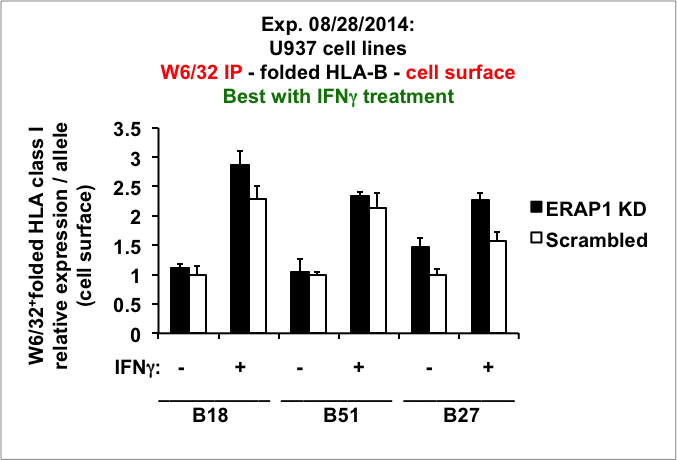 Exp. 08/28/2014:
U937 cell lines
W6/32 IP - folded HLA-B - cell surface
Best with IFNγ treatment
W6/32⁺folded HLA class I
relative expression / allele
(cell surface)
3.5
3
2.5
2
1.5
1
0.5
0
ERAP1 KD
Scrambled
IFNγ: - + - + - +
B18 B51 B27